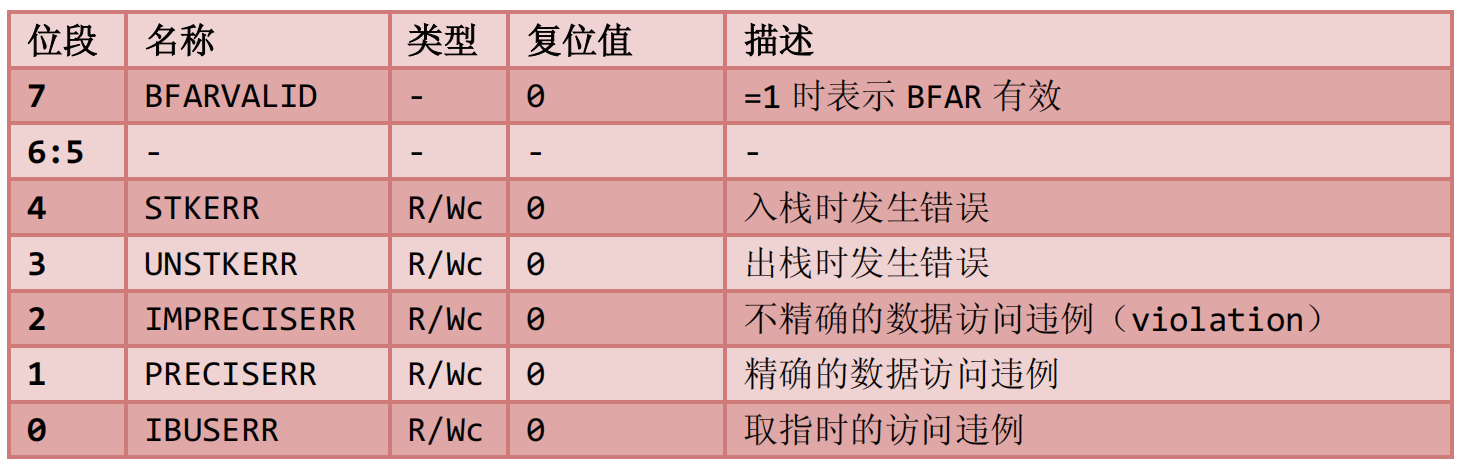 位段 名称 类型 复位值 描述
7 BFARVALID - 0 =1 时表示 BFAR 有效
6:5 - - - -
4 STKERR R/Wc 0 入栈时发生错误
3 UNSTKERR R/Wc 0 出栈时发生错误
2 IMPRECISERR R/Wc 0 不精确的数据访问违例（violation）
1 PRECISERR R/Wc 0 精确的数据访问违例
0 IBUSERR R/Wc 0 取指时的访问违例